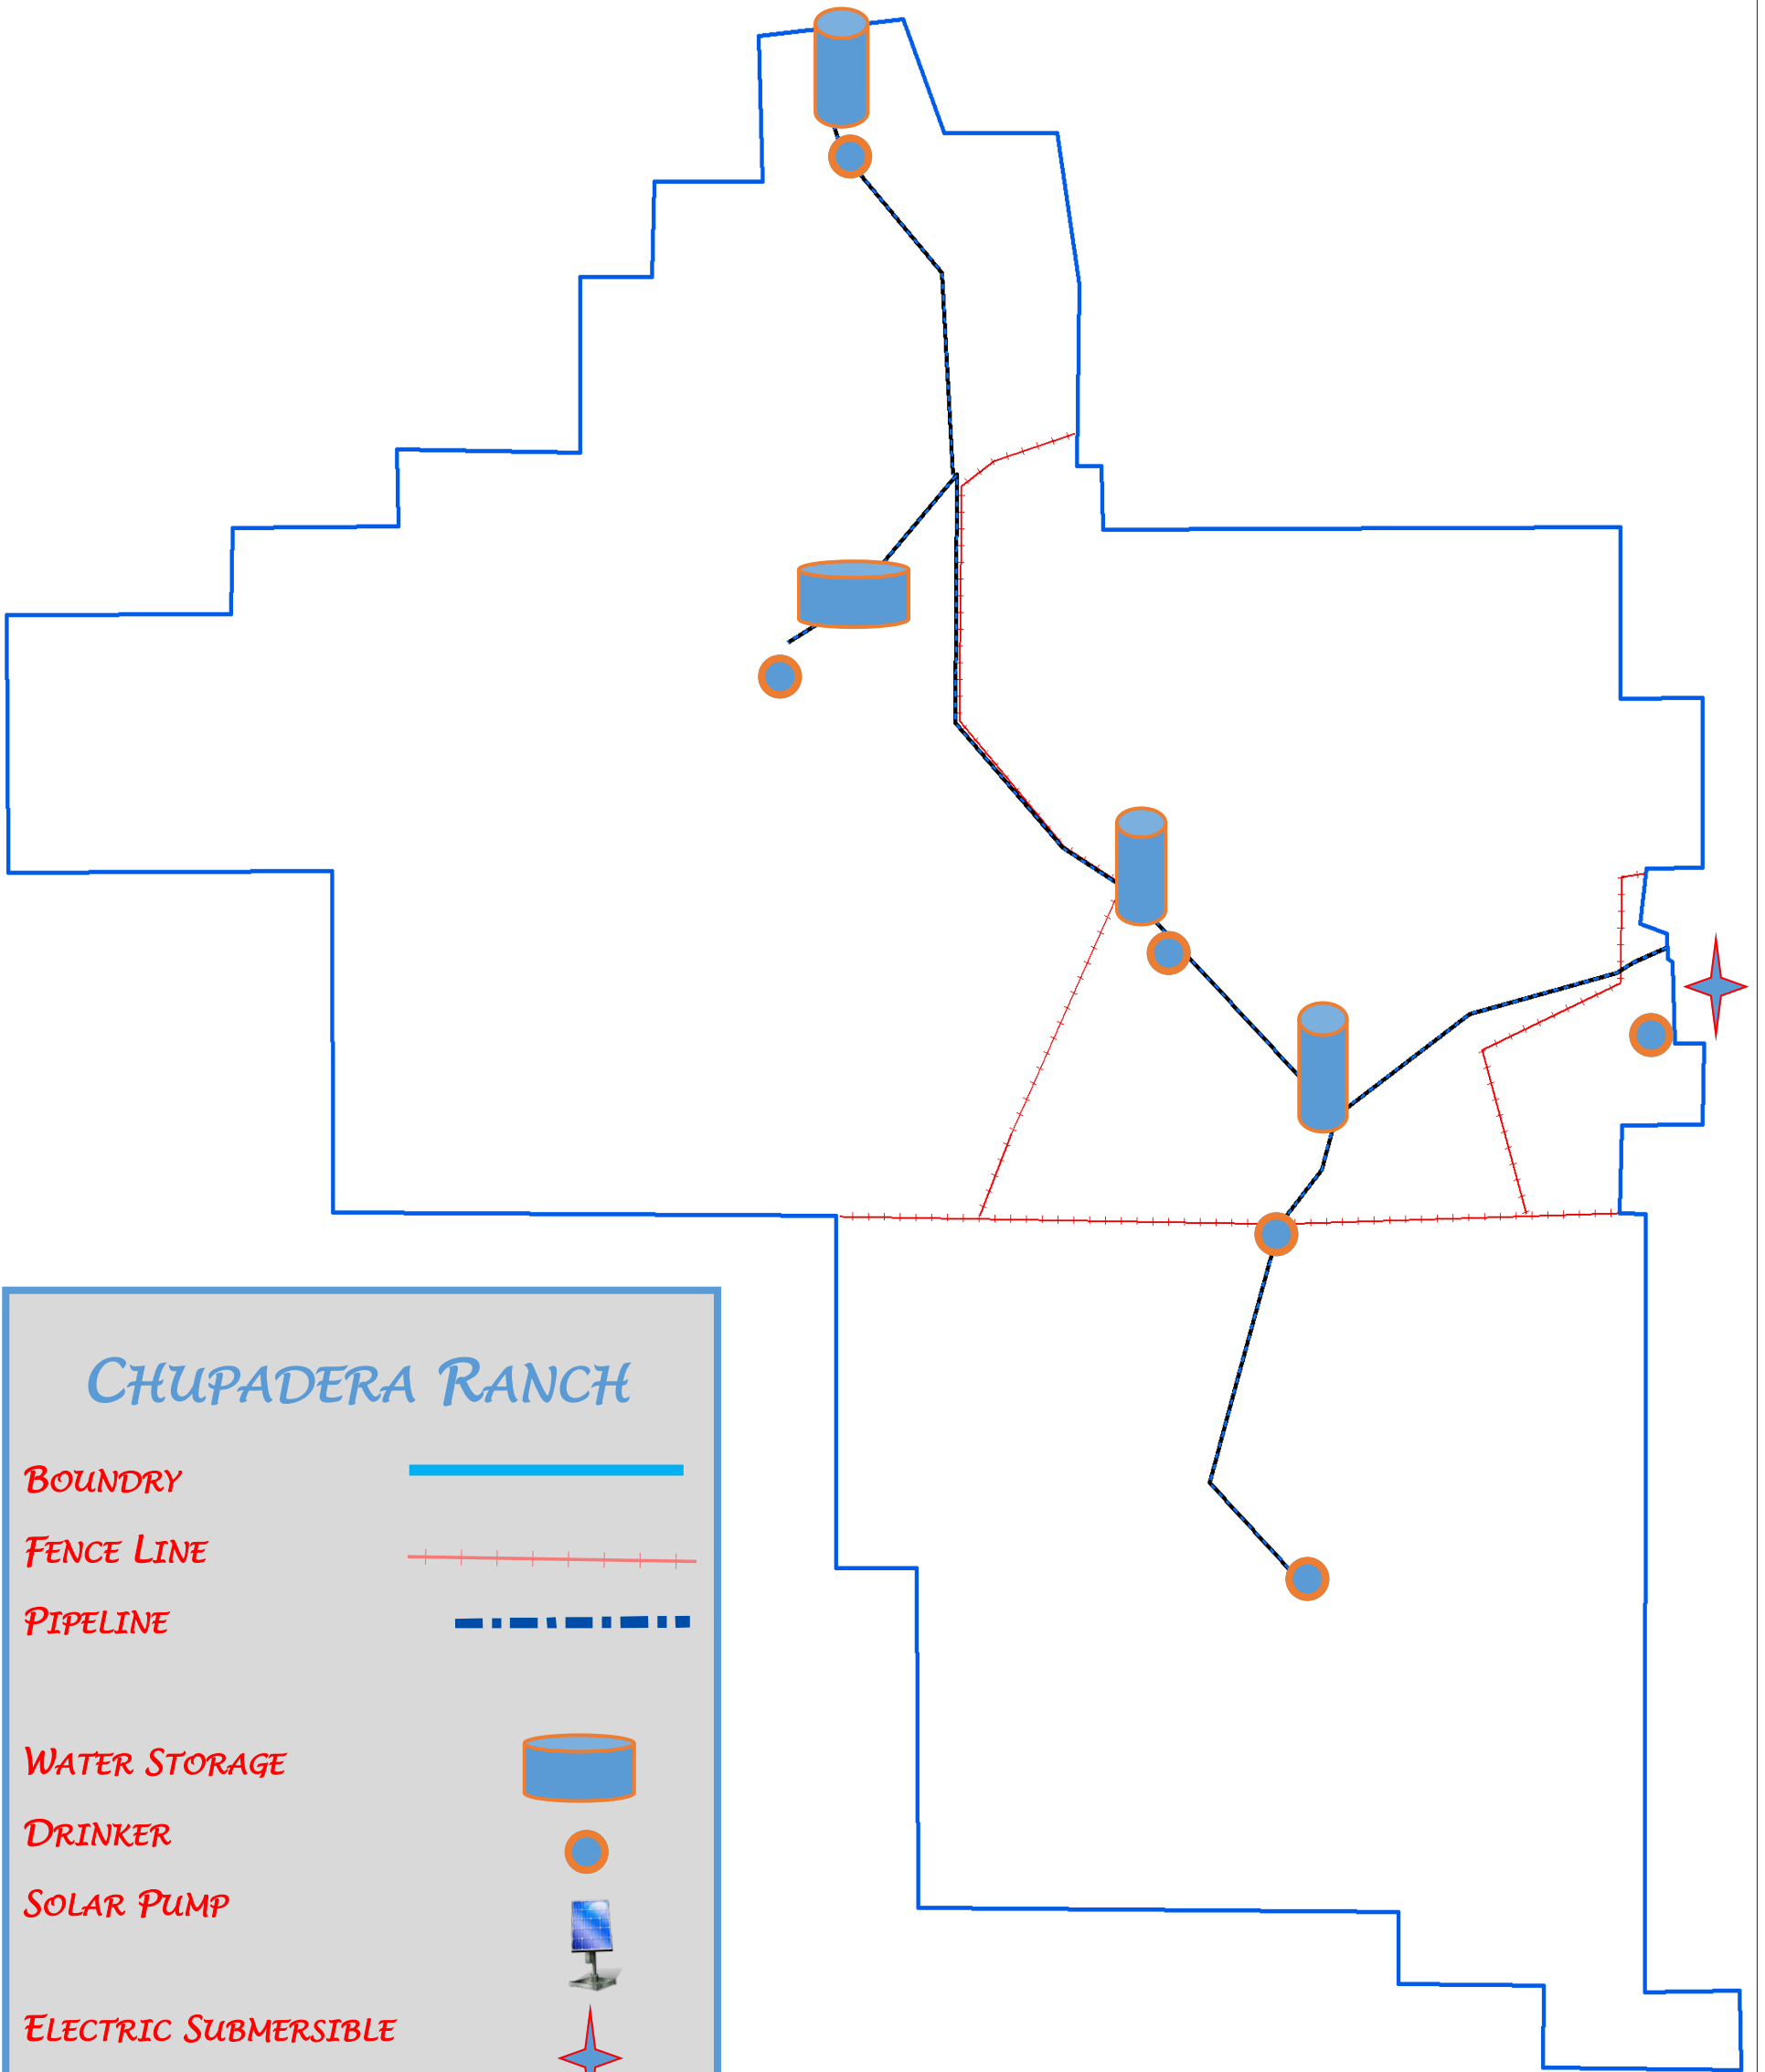 CHUPADERA RANCH
BOUNDRY
FENCE LINE
PIPELINE
WATER STORAGE
DRINKER
SOLAR PUMP
ELECTRIC SUBMERSIBLE